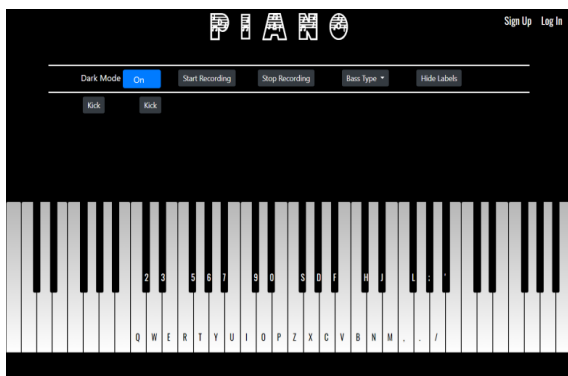 PIANO
Sign Up Log In
Dark Mode On Start Recording Stop Recording Bass Type Hide Labels
Kick Kick
2 3 5 6 7 9 0 S D F H J L ; '
Q W E R T Y U I O P Z X C V B N M , . /